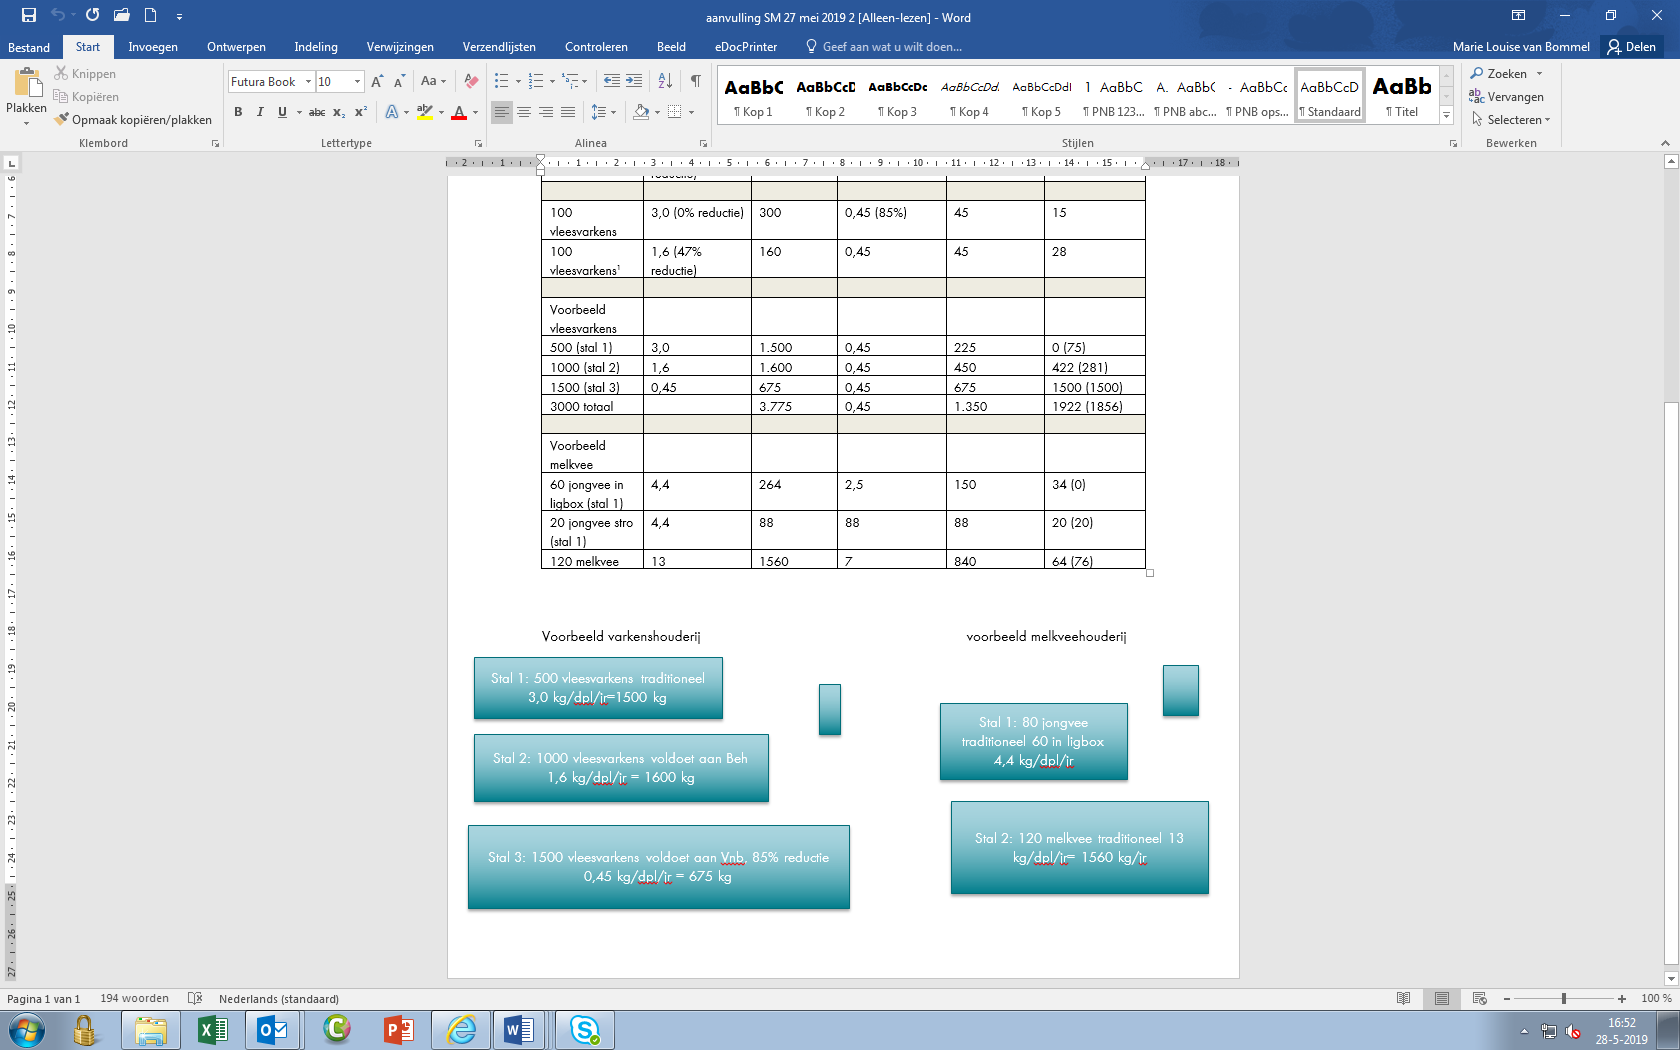 aanvulling SM 27 mei 2019 2 [Alleen-lezen] - Word
Bestand Start Invoegen Ontwerpen Indeling Verwijzingen Verzendlijsten Controleren Beeld eDocPrinter Geef aan wat u wilt doen... Marie Louise van Bommel Delen
Plakken
Knippen
Kopiëren
Opmaak kopiëren/plakken
Klembord
Futura Book 10
Lettertype
Alinea
AaBbC AaBbCcD AaBbCcDc AaBbCcDd. AaBbCcDdI 1 AaBbC A. AaBbC - AaBbCc AaBbCcD AaBb
¶ Kop 1 ¶ Kop 2 ¶ Kop 3 ¶ Kop 4 ¶ Kop 5 ¶ PNB 123... ¶ PNB abc... ¶ PNB ops... ¶ Standaard ¶ Titel
Stijlen
Zoeken
Vervangen
Selecteren
Bewerken
100 vleesvarkens 3,0 (0% reductie) 300 0,45 (85%) 45 15
100 vleesvarkens¹ 1,6 (47% reductie) 160 0,45 45 28
Voorbeeld vleesvarkens
500 (stal 1) 3,0 1.500 0,45 225 0 (75)
1000 (stal 2) 1,6 1.600 0,45 450 422 (281)
1500 (stal 3) 0,45 675 0,45 675 1500 (1500)
3000 totaal 3.775 0,45 1.350 1922 (1856)
Voorbeeld melkvee
60 jongvee in ligbox (stal 1) 4,4 264 2,5 150 34 (0)
20 jongvee stro (stal 1) 4,4 88 88 88 20 (20)
120 melkvee 13 1560 7 840 64 (76)
Voorbeeld varkenshouderij
Stal 1: 500 vleesvarkens traditioneel
3,0 kg/dpl/jr=1500 kg
Stal 2: 1000 vleesvarkens voldoet aan Beh
1,6 kg/dpl/jr = 1600 kg
Stal 3: 1500 vleesvarkens voldoet aan Vnb, 85% reductie
0,45 kg/dpl/jr = 675 kg
voorbeeld melkveehouderij
Stal 1: 80 jongvee
traditioneel 60 in ligbox
4,4 kg/dpl/jr
Stal 2: 120 melkvee traditioneel 13
kg/dpl/jr= 1560 kg/jr
Pagina 1 van 1 194 woorden Nederlands (standaard) 100 %
16:52
28-5-2019